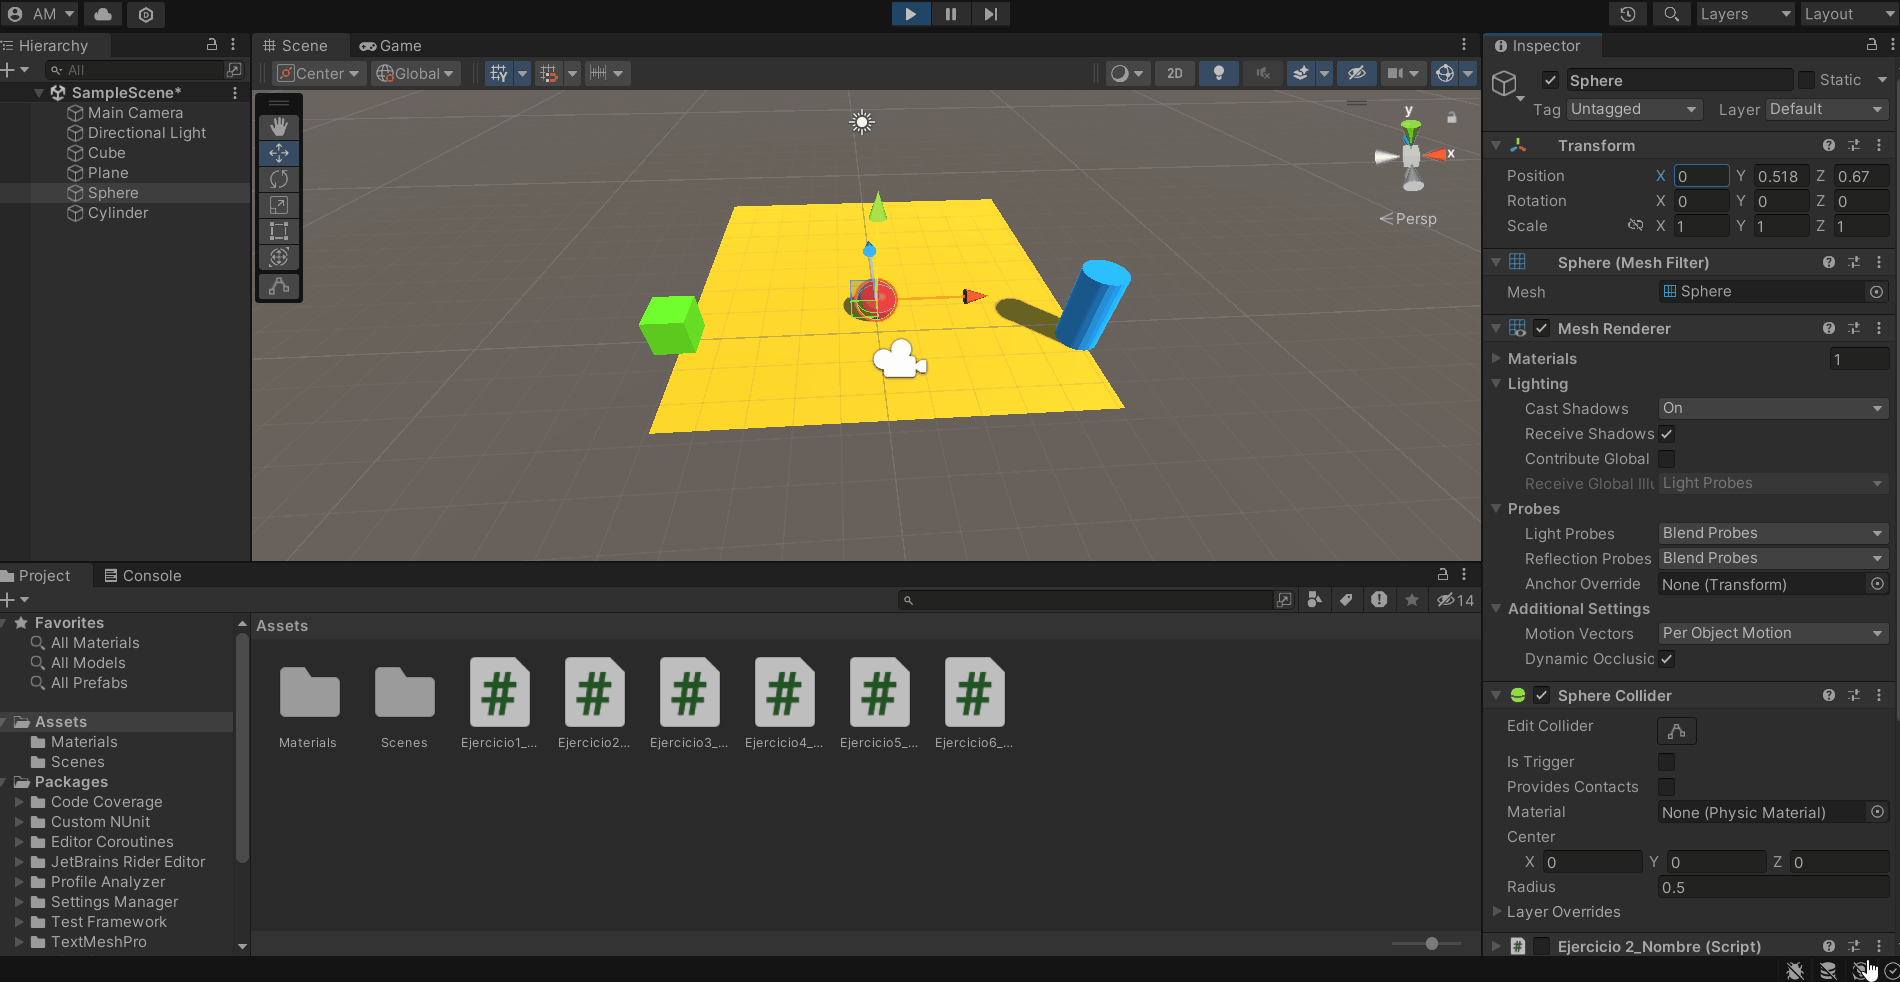 AM
Layers
Layout
Hierarchy
Scene
Game
Inspector
All
Center
Global
2D
SampleScene*
Main Camera
Directional Light
Cube
Plane
Sphere
Cylinder
y
x
Persp
Sphere
Static
Tag Untagged Layer Default
Transform
Position X 0 Y 0.518 Z 0.67
Rotation X 0 Y 0 Z 0
Scale X 1 Y 1 Z 1
Sphere (Mesh Filter)
Mesh Sphere
Mesh Renderer
Materials 1
Lighting
Cast Shadows On
Receive Shadows
Contribute Global
Receive Global Illu Light Probes
Probes
Light Probes Blend Probes
Reflection Probes Blend Probes
Anchor Override None (Transform)
Additional Settings
Motion Vectors Per Object Motion
Dynamic Occlusic
Sphere Collider
Edit Collider
Is Trigger
Provides Contacts
Material None (Physic Material)
Center
X 0 Y 0 Z 0
Radius 0.5
Layer Overrides
Ejercicio 2_Nombre (Script)
Project
Console
14
Favorites
All Materials
All Models
All Prefabs
Assets
Materials
Scenes
Packages
Code Coverage
Custom NUnit
Editor Coroutines
JetBrains Rider Editor
Profile Analyzer
Settings Manager
Test Framework
TextMeshPro
Assets
Materials
Scenes
Ejercicio1_...
Ejercicio2...
Ejercicio3_...
Ejercicio4_...
Ejercicio5_...
Ejercicio6_...